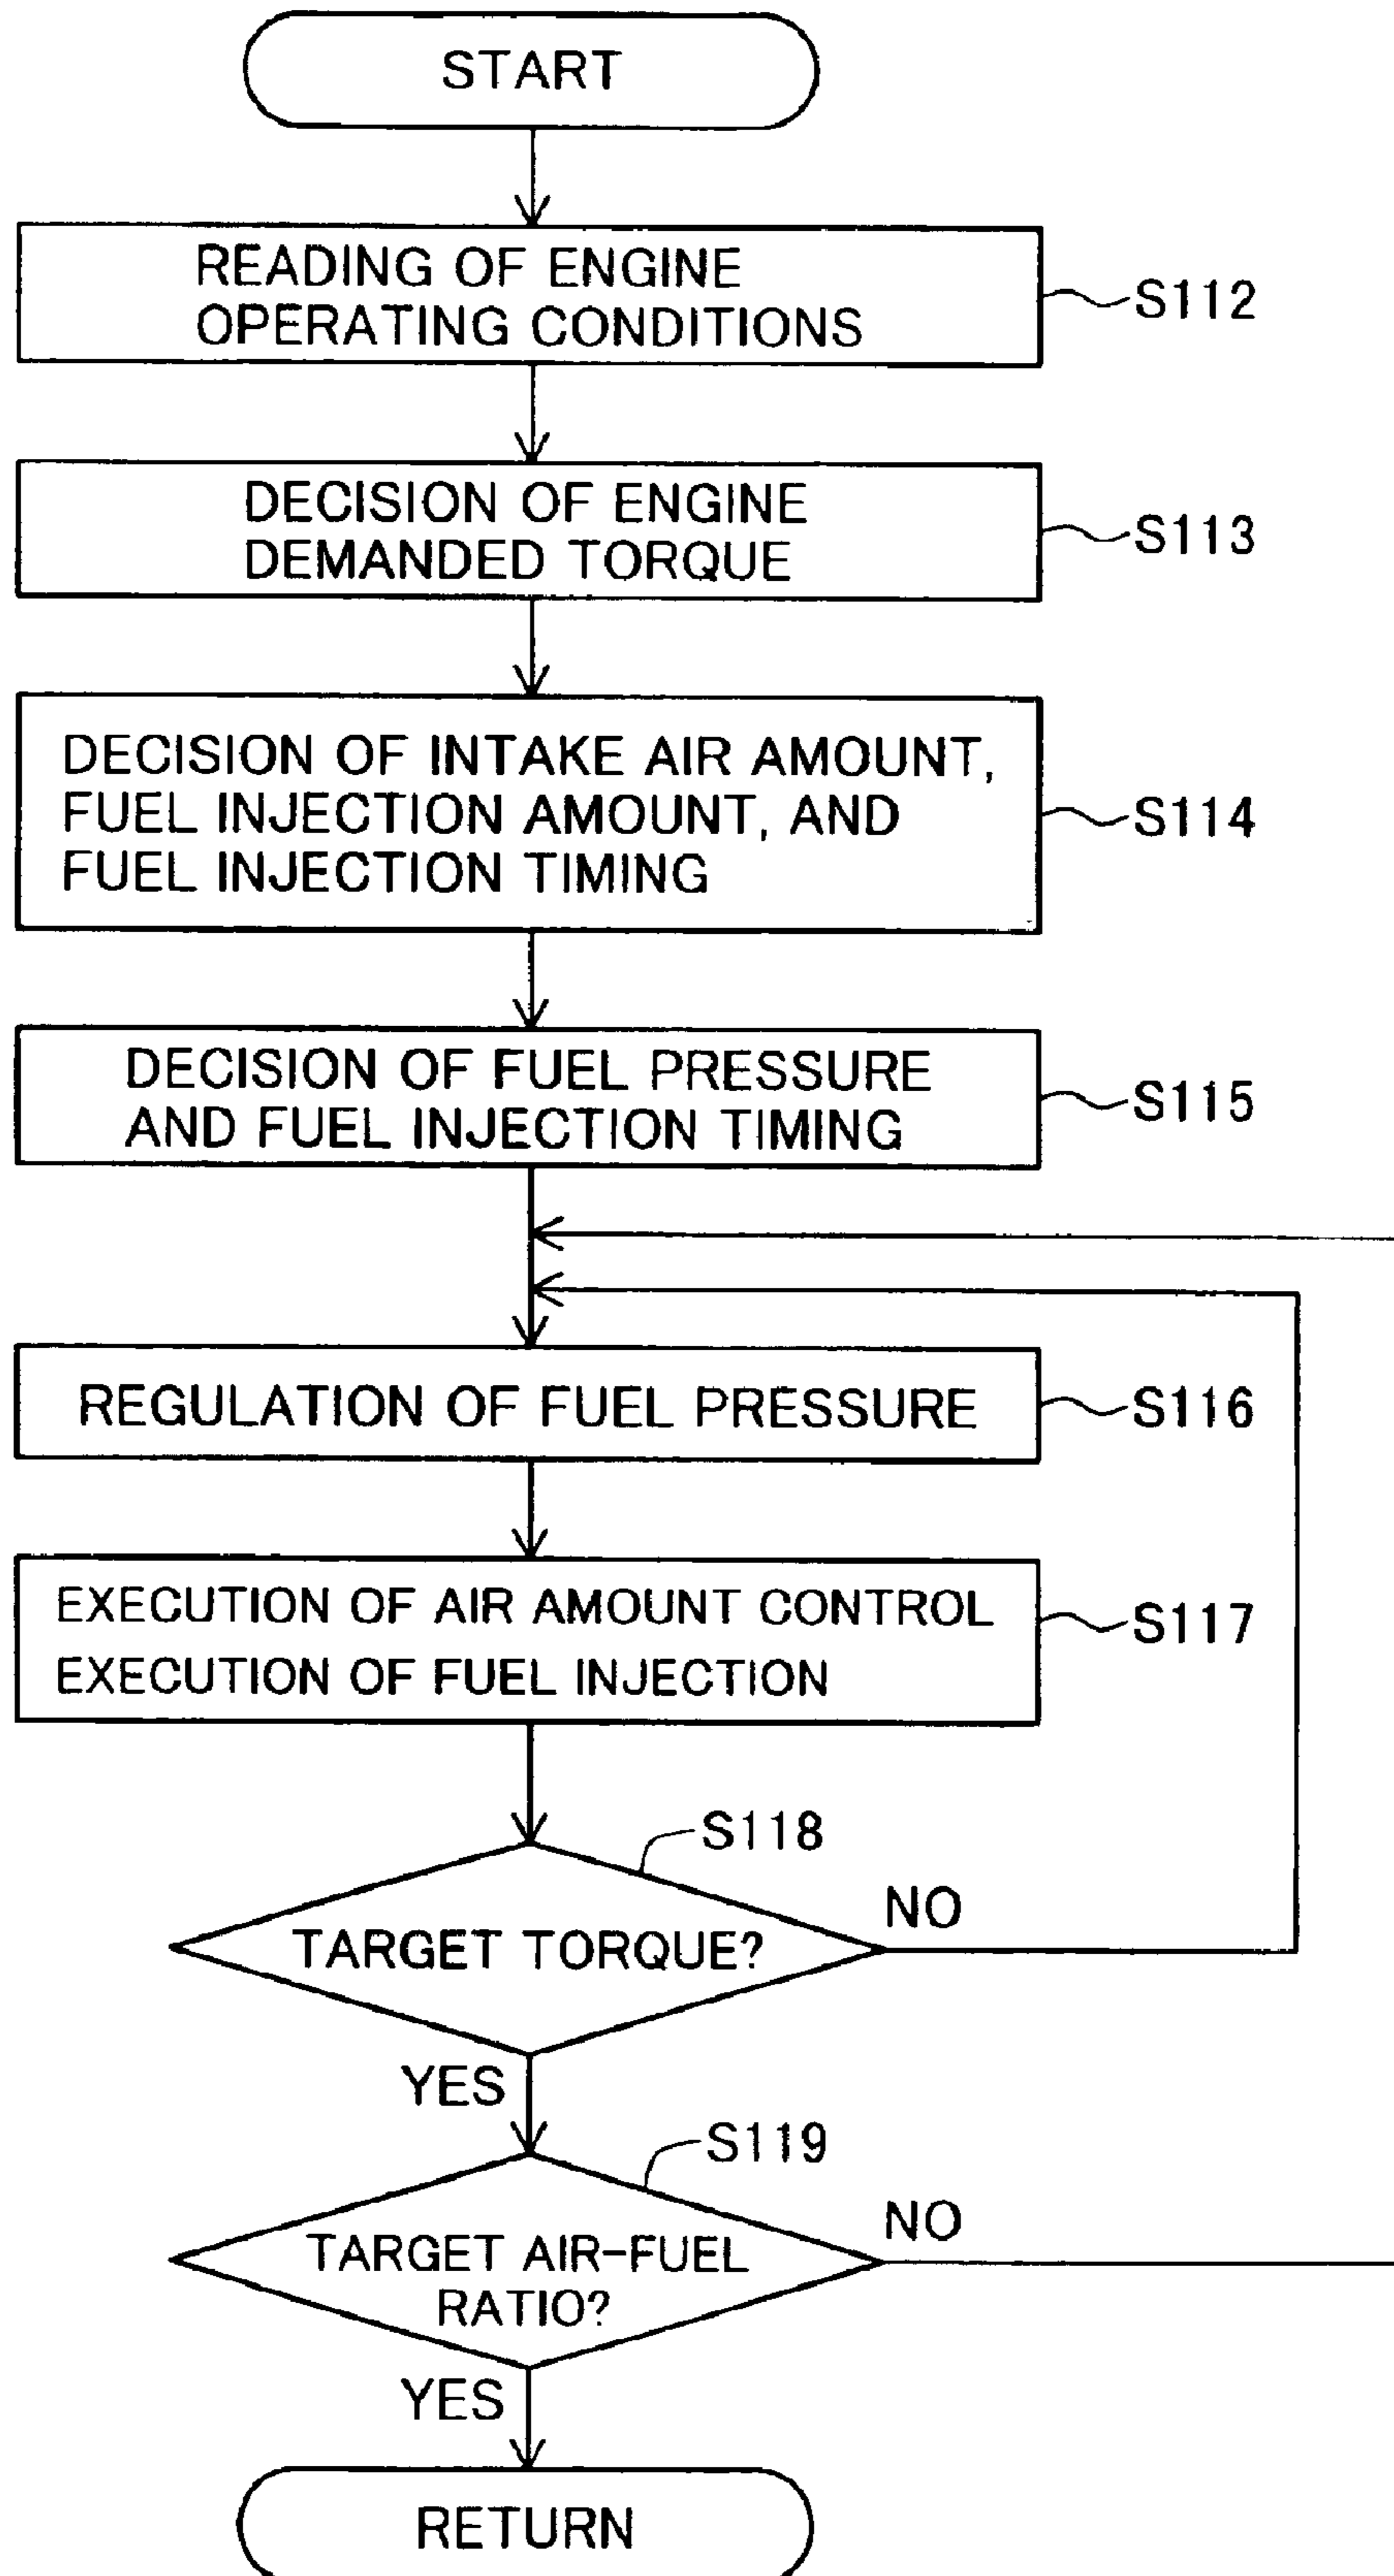 START
READING OF ENGINE
OPERATING CONDITIONS
S112
DECISION OF ENGINE
DEMANDED TORQUE
S113
DECISION OF INTAKE AIR AMOUNT,
FUEL INJECTION AMOUNT, AND
FUEL INJECTION TIMING
S114
DECISION OF FUEL PRESSURE
AND FUEL INJECTION TIMING
S115
REGULATION OF FUEL PRESSURE
S116
EXECUTION OF AIR AMOUNT CONTROL
EXECUTION OF FUEL INJECTION
S117
S118
TARGET TORQUE?
NO
YES
S119
TARGET AIR-FUEL
RATIO?
NO
YES
RETURN